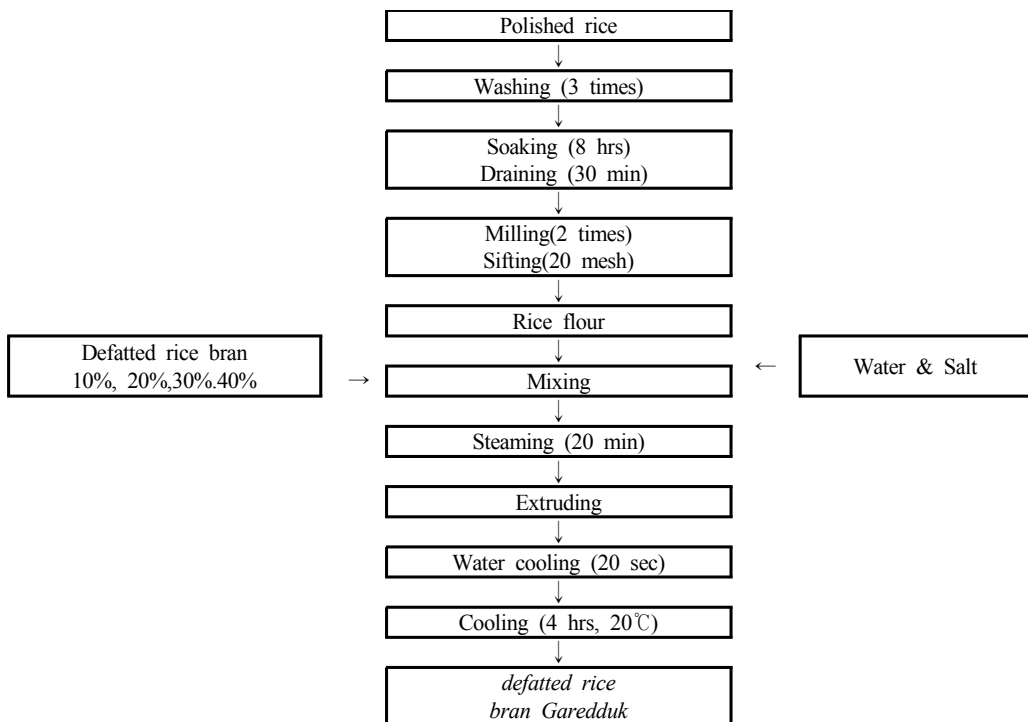 Polished rice
↓
Washing (3 times)
↓
Soaking (8 hrs)
Draining (30 min)
↓
Milling(2 times)
Sifting(20 mesh)
↓
Rice flour
↓
Defatted rice bran
10%, 20%,30%.40%
→
Mixing
←
Water & Salt
↓
Steaming (20 min)
↓
Extruding
↓
Water cooling (20 sec)
↓
Cooling (4 hrs, 20℃)
↓
defatted rice
bran Garedduk